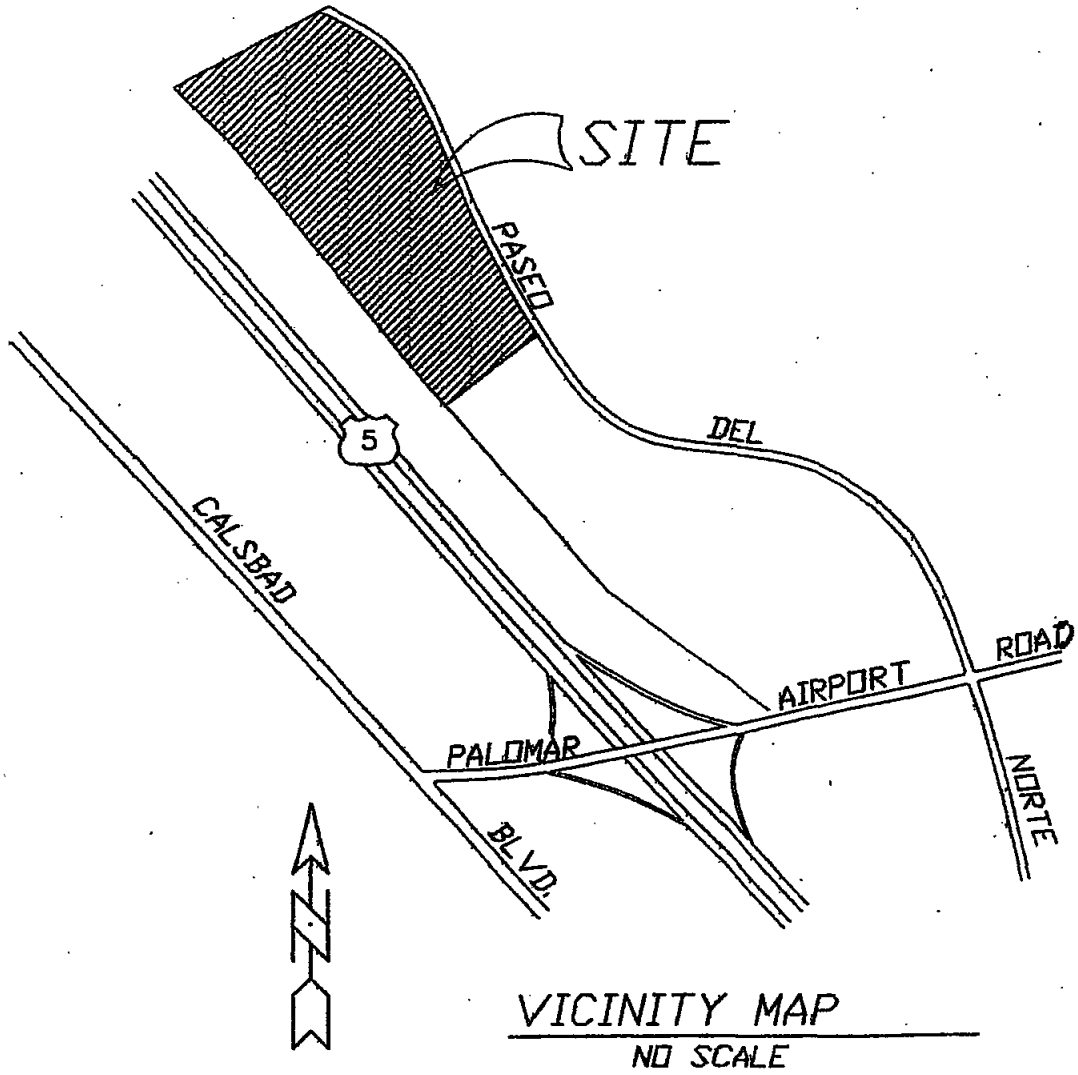 SITE
PASEO
DEL
NORTE
5
CALSBAD
BLVD.
PALOMAR
AIRPORT
ROAD
N
VICINITY MAP
NO SCALE